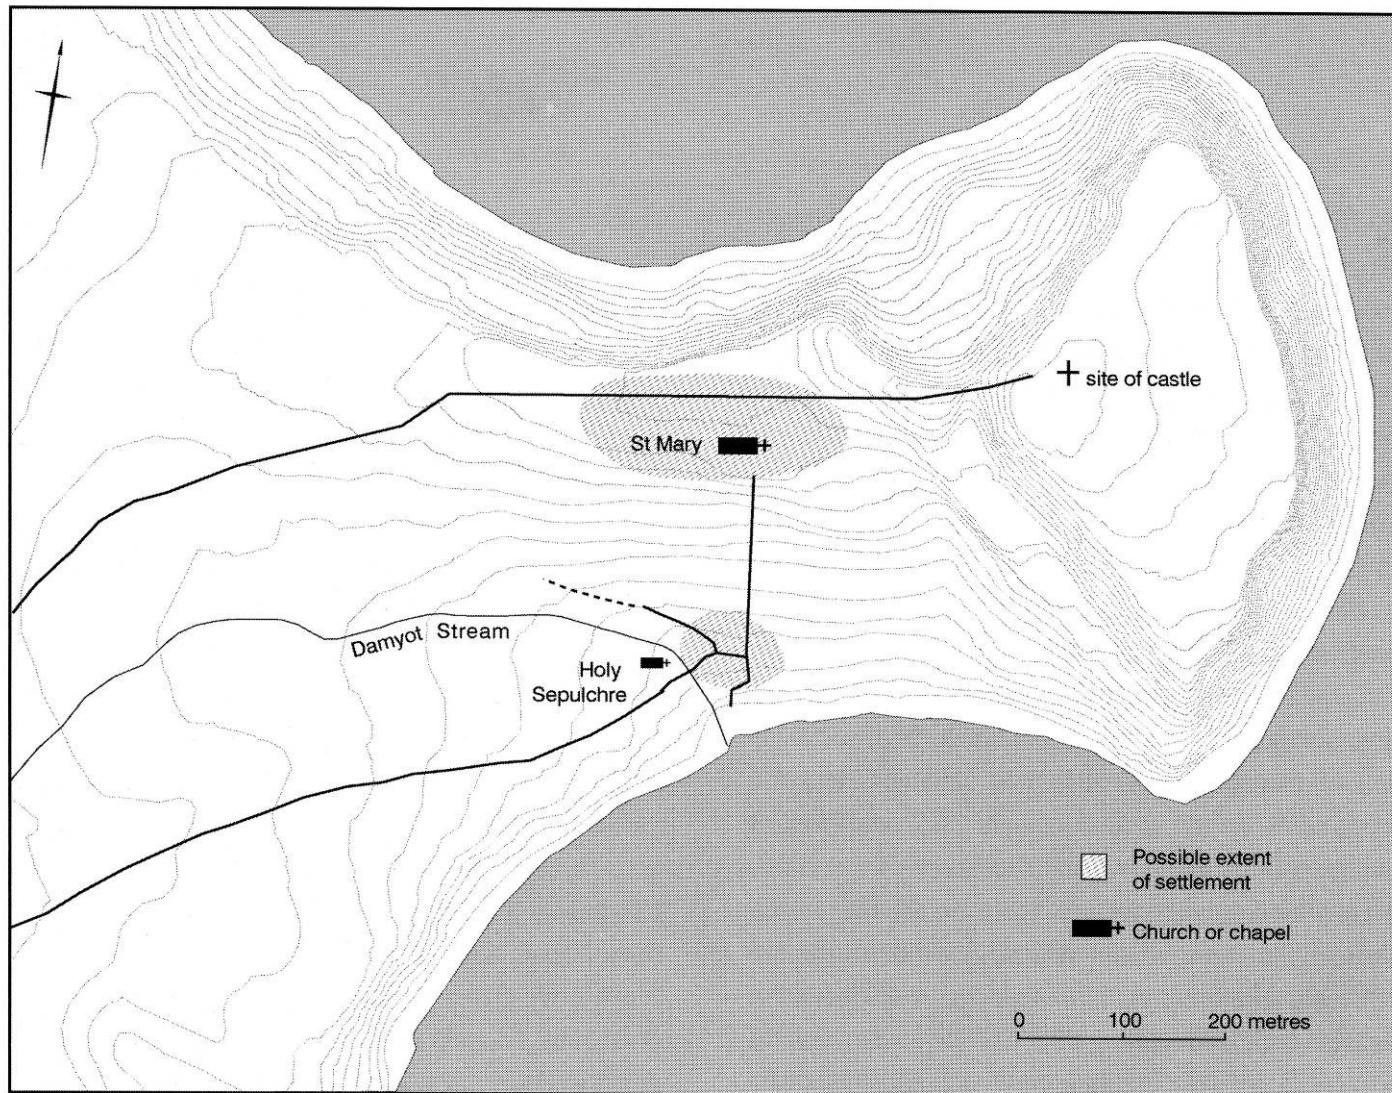 site of castle
St Mary
Damyot Stream
Holy
Sepulchre
Possible extent
of settlement
Church or chapel
0 100 200 metres